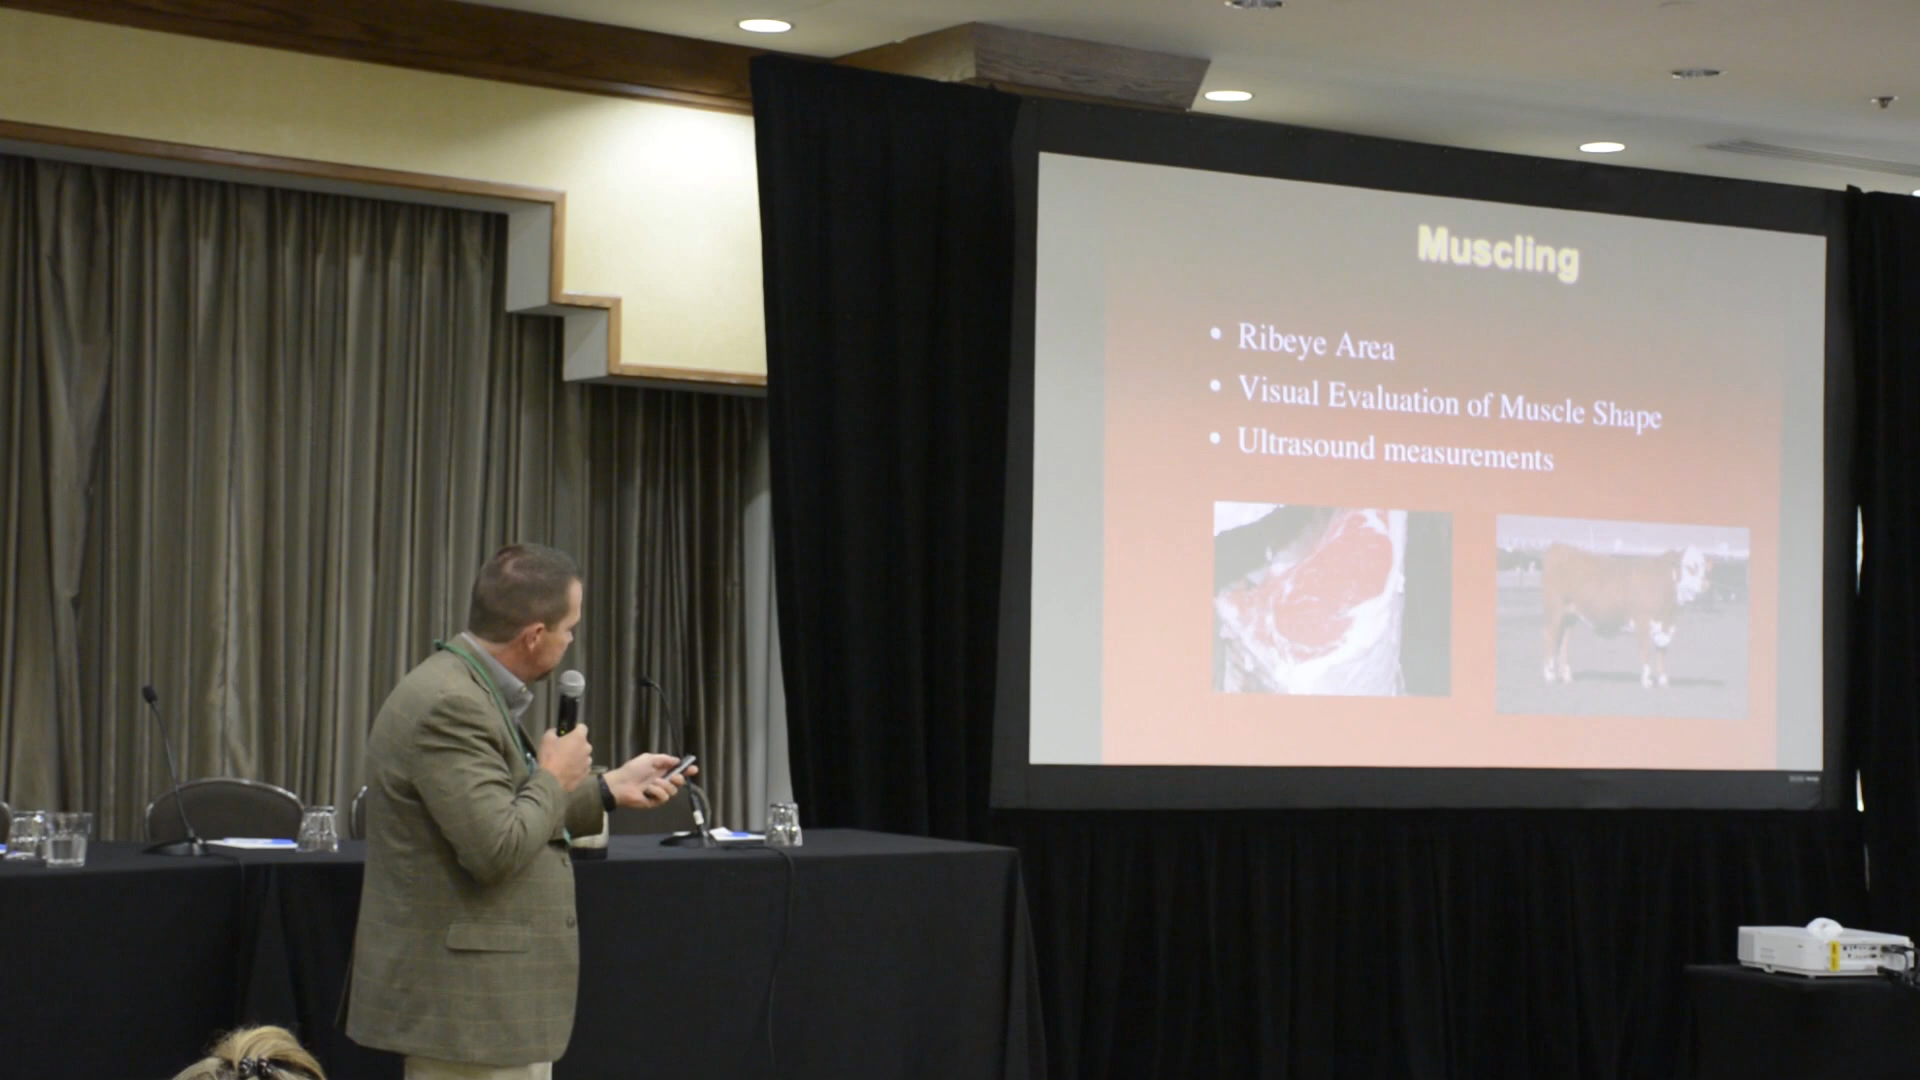 Muscling
• Ribeye Area
• Visual Evaluation of Muscle Shape
• Ultrasound measurements